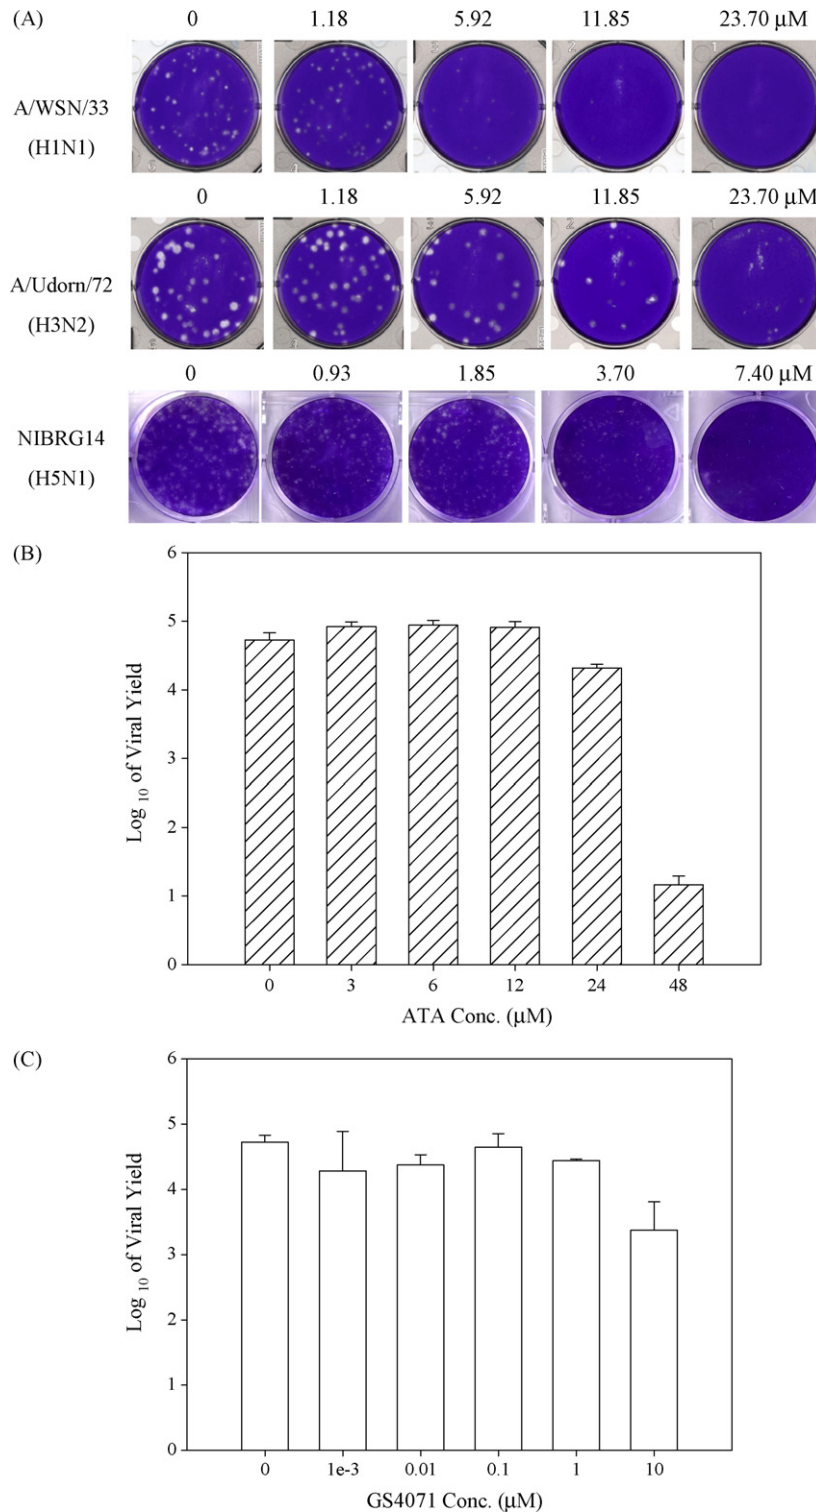 (A)
0 1.18 5.92 11.85 23.70 μM
A/WSN/33
(H1N1)
0 1.18 5.92 11.85 23.70 μM
A/Udorn/72
(H3N2)
0 0.93 1.85 3.70 7.40 μM
NIBRG14
(H5N1)
(B)
6
5
4
3
2
1
0
Log 10 of Viral Yield
0 3 6 12 24 48
ATA Conc. (μM)
(C)
6
5
4
3
2
1
0
Log 10 of Viral Yield
0 1e-3 0.01 0.1 1 10
GS4071 Conc. (μM)